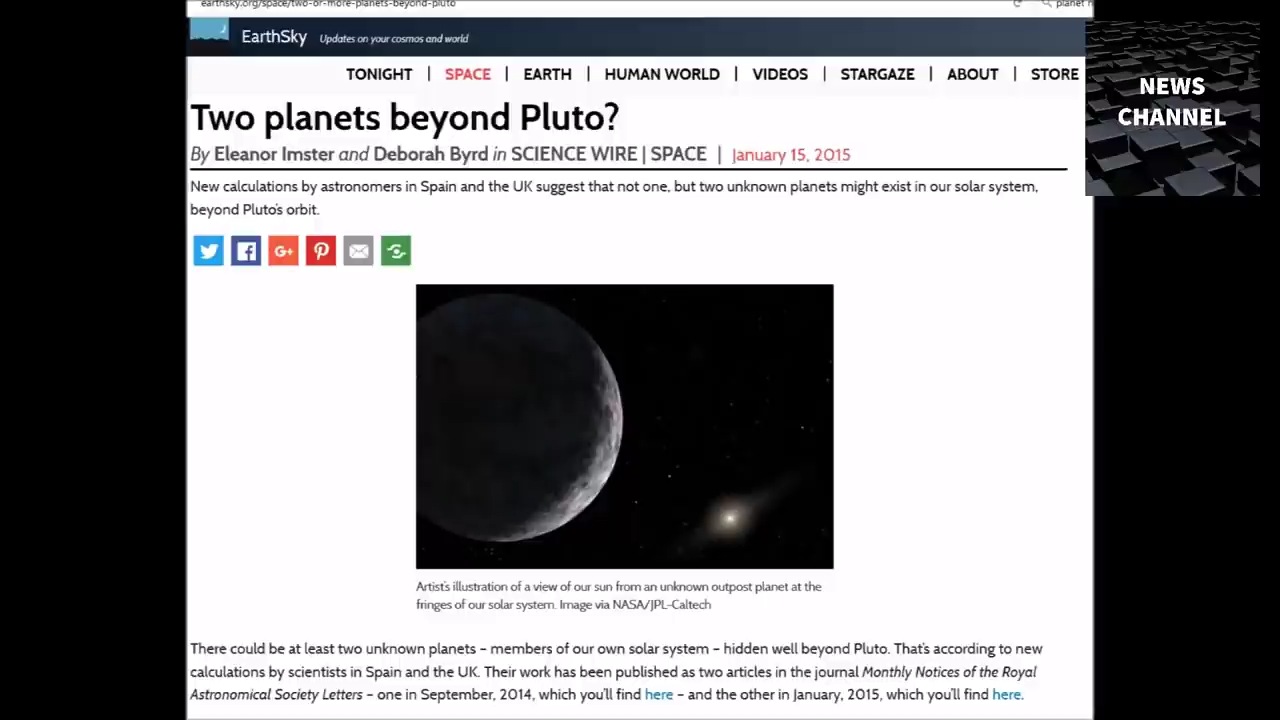 earthsky.org/space/two-or-more-planets-beyond-pluto
EarthSky Updates on your cosmos and world
TONIGHT | SPACE | EARTH | HUMAN WORLD | VIDEOS | STARGAZE | ABOUT | STORE
NEWS
CHANNEL
Two planets beyond Pluto?
By Eleanor Imster and Deborah Byrd in SCIENCE WIRE | SPACE | January 15, 2015
New calculations by astronomers in Spain and the UK suggest that not one, but two unknown planets might exist in our solar system,
beyond Pluto's orbit.
G+
Artist's illustration of a view of our sun from an unknown outpost planet at the
fringes of our solar system. Image via NASA/JPL-Caltech
There could be at least two unknown planets – members of our own solar system – hidden well beyond Pluto. That's according to new
calculations by scientists in Spain and the UK. Their work has been published as two articles in the journal Monthly Notices of the Royal
Astronomical Society Letters – one in September, 2014, which you'll find here – and the other in January, 2015, which you'll find here.